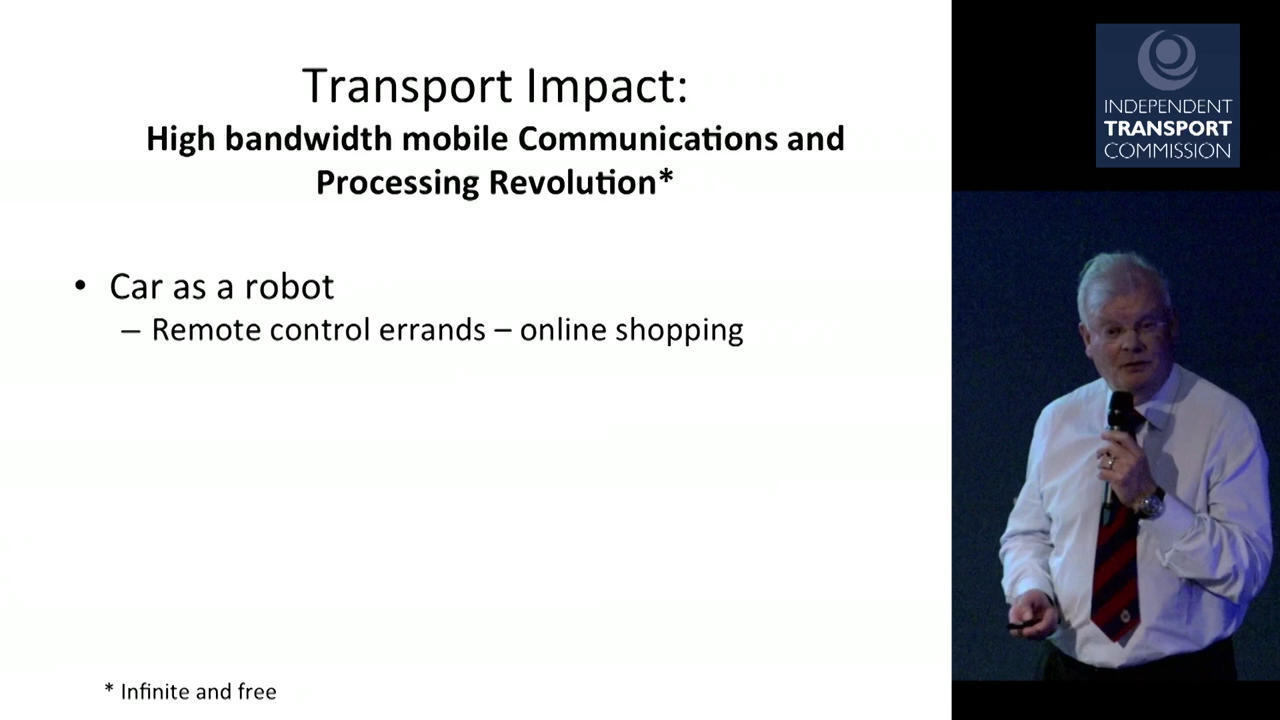 Transport Impact:
High bandwidth mobile Communications and
Processing Revolution*
• Car as a robot
– Remote control errands – online shopping
* Infinite and free
INDEPENDENT
TRANSPORT
COMMISSION